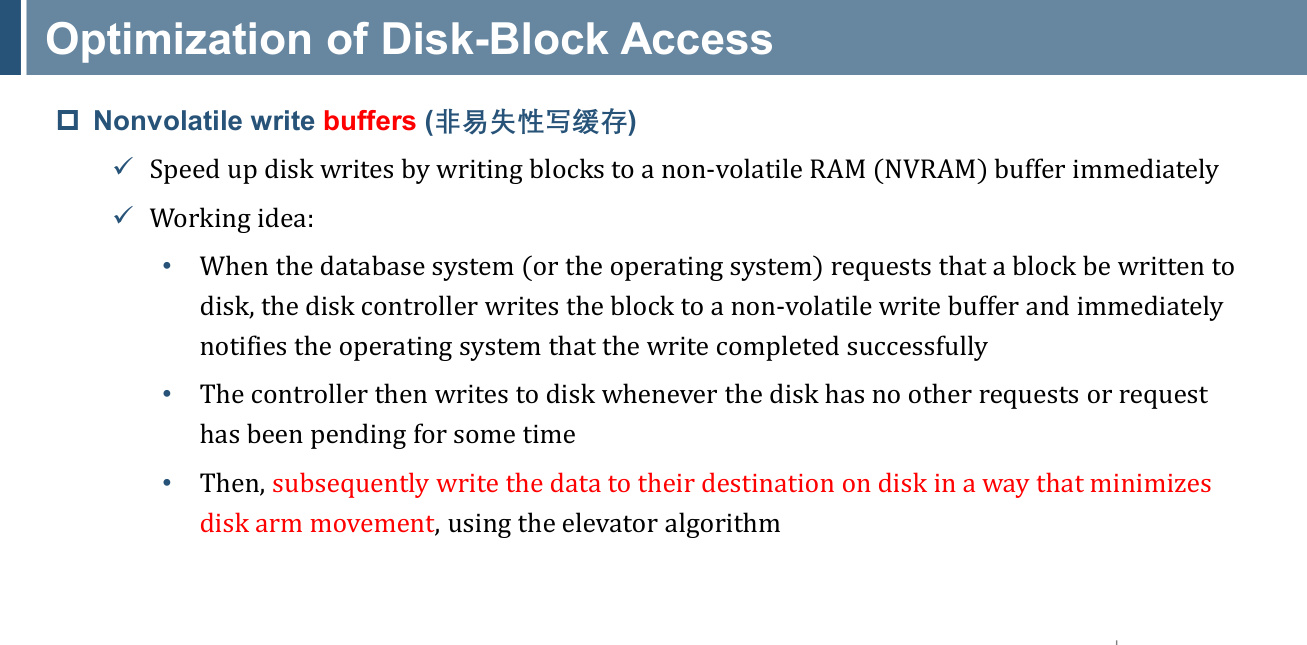 Optimization of Disk-Block Access
Nonvolatile write buffers (非易失性写缓存)
Speed up disk writes by writing blocks to a non-volatile RAM (NVRAM) buffer immediately
Working idea:
When the database system (or the operating system) requests that a block be written to
disk, the disk controller writes the block to a non-volatile write buffer and immediately
notifies the operating system that the write completed successfully
The controller then writes to disk whenever the disk has no other requests or request
has been pending for some time
Then, subsequently write the data to their destination on disk in a way that minimizes
disk arm movement, using the elevator algorithm